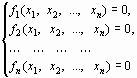 f₁(x₁, x₂, ..., xₙ) = 0,
f₂(x₁, x₂, ..., xₙ) = 0,
... ... ... ...
fₙ(x₁, x₂, ..., xₙ) = 0